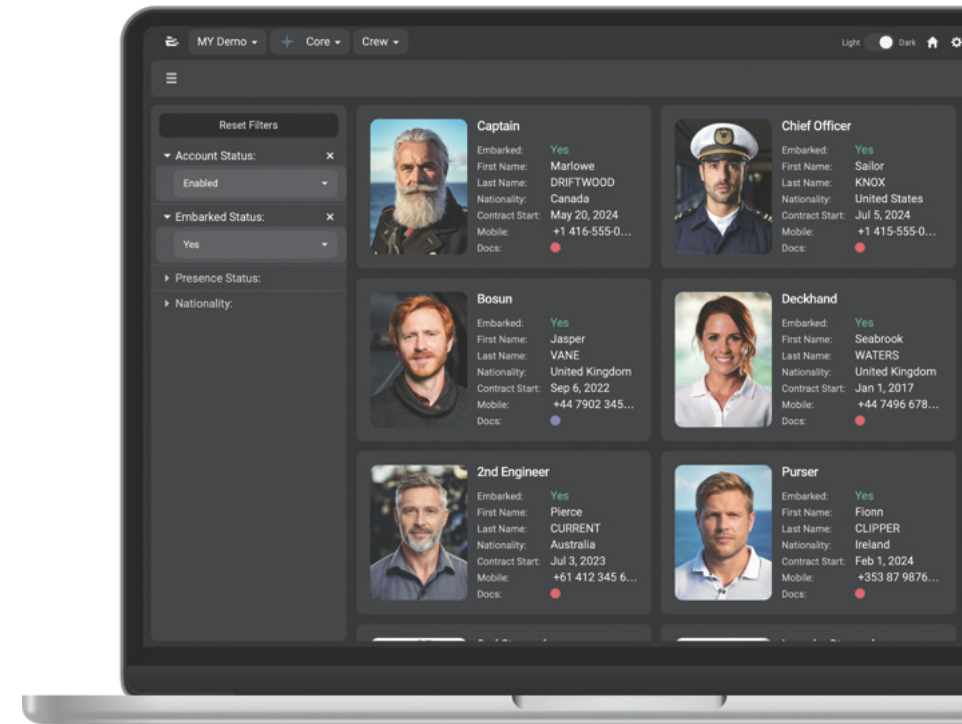 MY Demo
Core
Crew
Light
Dark
Reset Filters
Account Status:
Enabled
Embarked Status:
Yes
Presence Status:
Nationality:
Captain
Embarked: Yes
First Name: Marlowe
Last Name: DRIFTWOOD
Nationality: Canada
Contract Start: May 20, 2024
Mobile: +1 416-555-0...
Docs:
Chief Officer
Embarked: Yes
First Name: Sailor
Last Name: KNOX
Nationality: United States
Contract Start: Jul 5, 2024
Mobile: +1 415-555-0...
Docs:
Bosun
Embarked: Yes
First Name: Jasper
Last Name: VANE
Nationality: United Kingdom
Contract Start: Sep 6, 2022
Mobile: +44 7902 345...
Docs:
Deckhand
Embarked: Yes
First Name: Seabrook
Last Name: WATERS
Nationality: United Kingdom
Contract Start: Jan 1, 2017
Mobile: +44 7496 678...
Docs:
2nd Engineer
Embarked: Yes
First Name: Pierce
Last Name: CURRENT
Nationality: Australia
Contract Start: Jul 3, 2023
Mobile: +61 412 345 6...
Docs:
Purser
Embarked: Yes
First Name: Fionn
Last Name: CLIPPER
Nationality: Ireland
Contract Start: Feb 1, 2024
Mobile: +353 87 9876...
Docs: